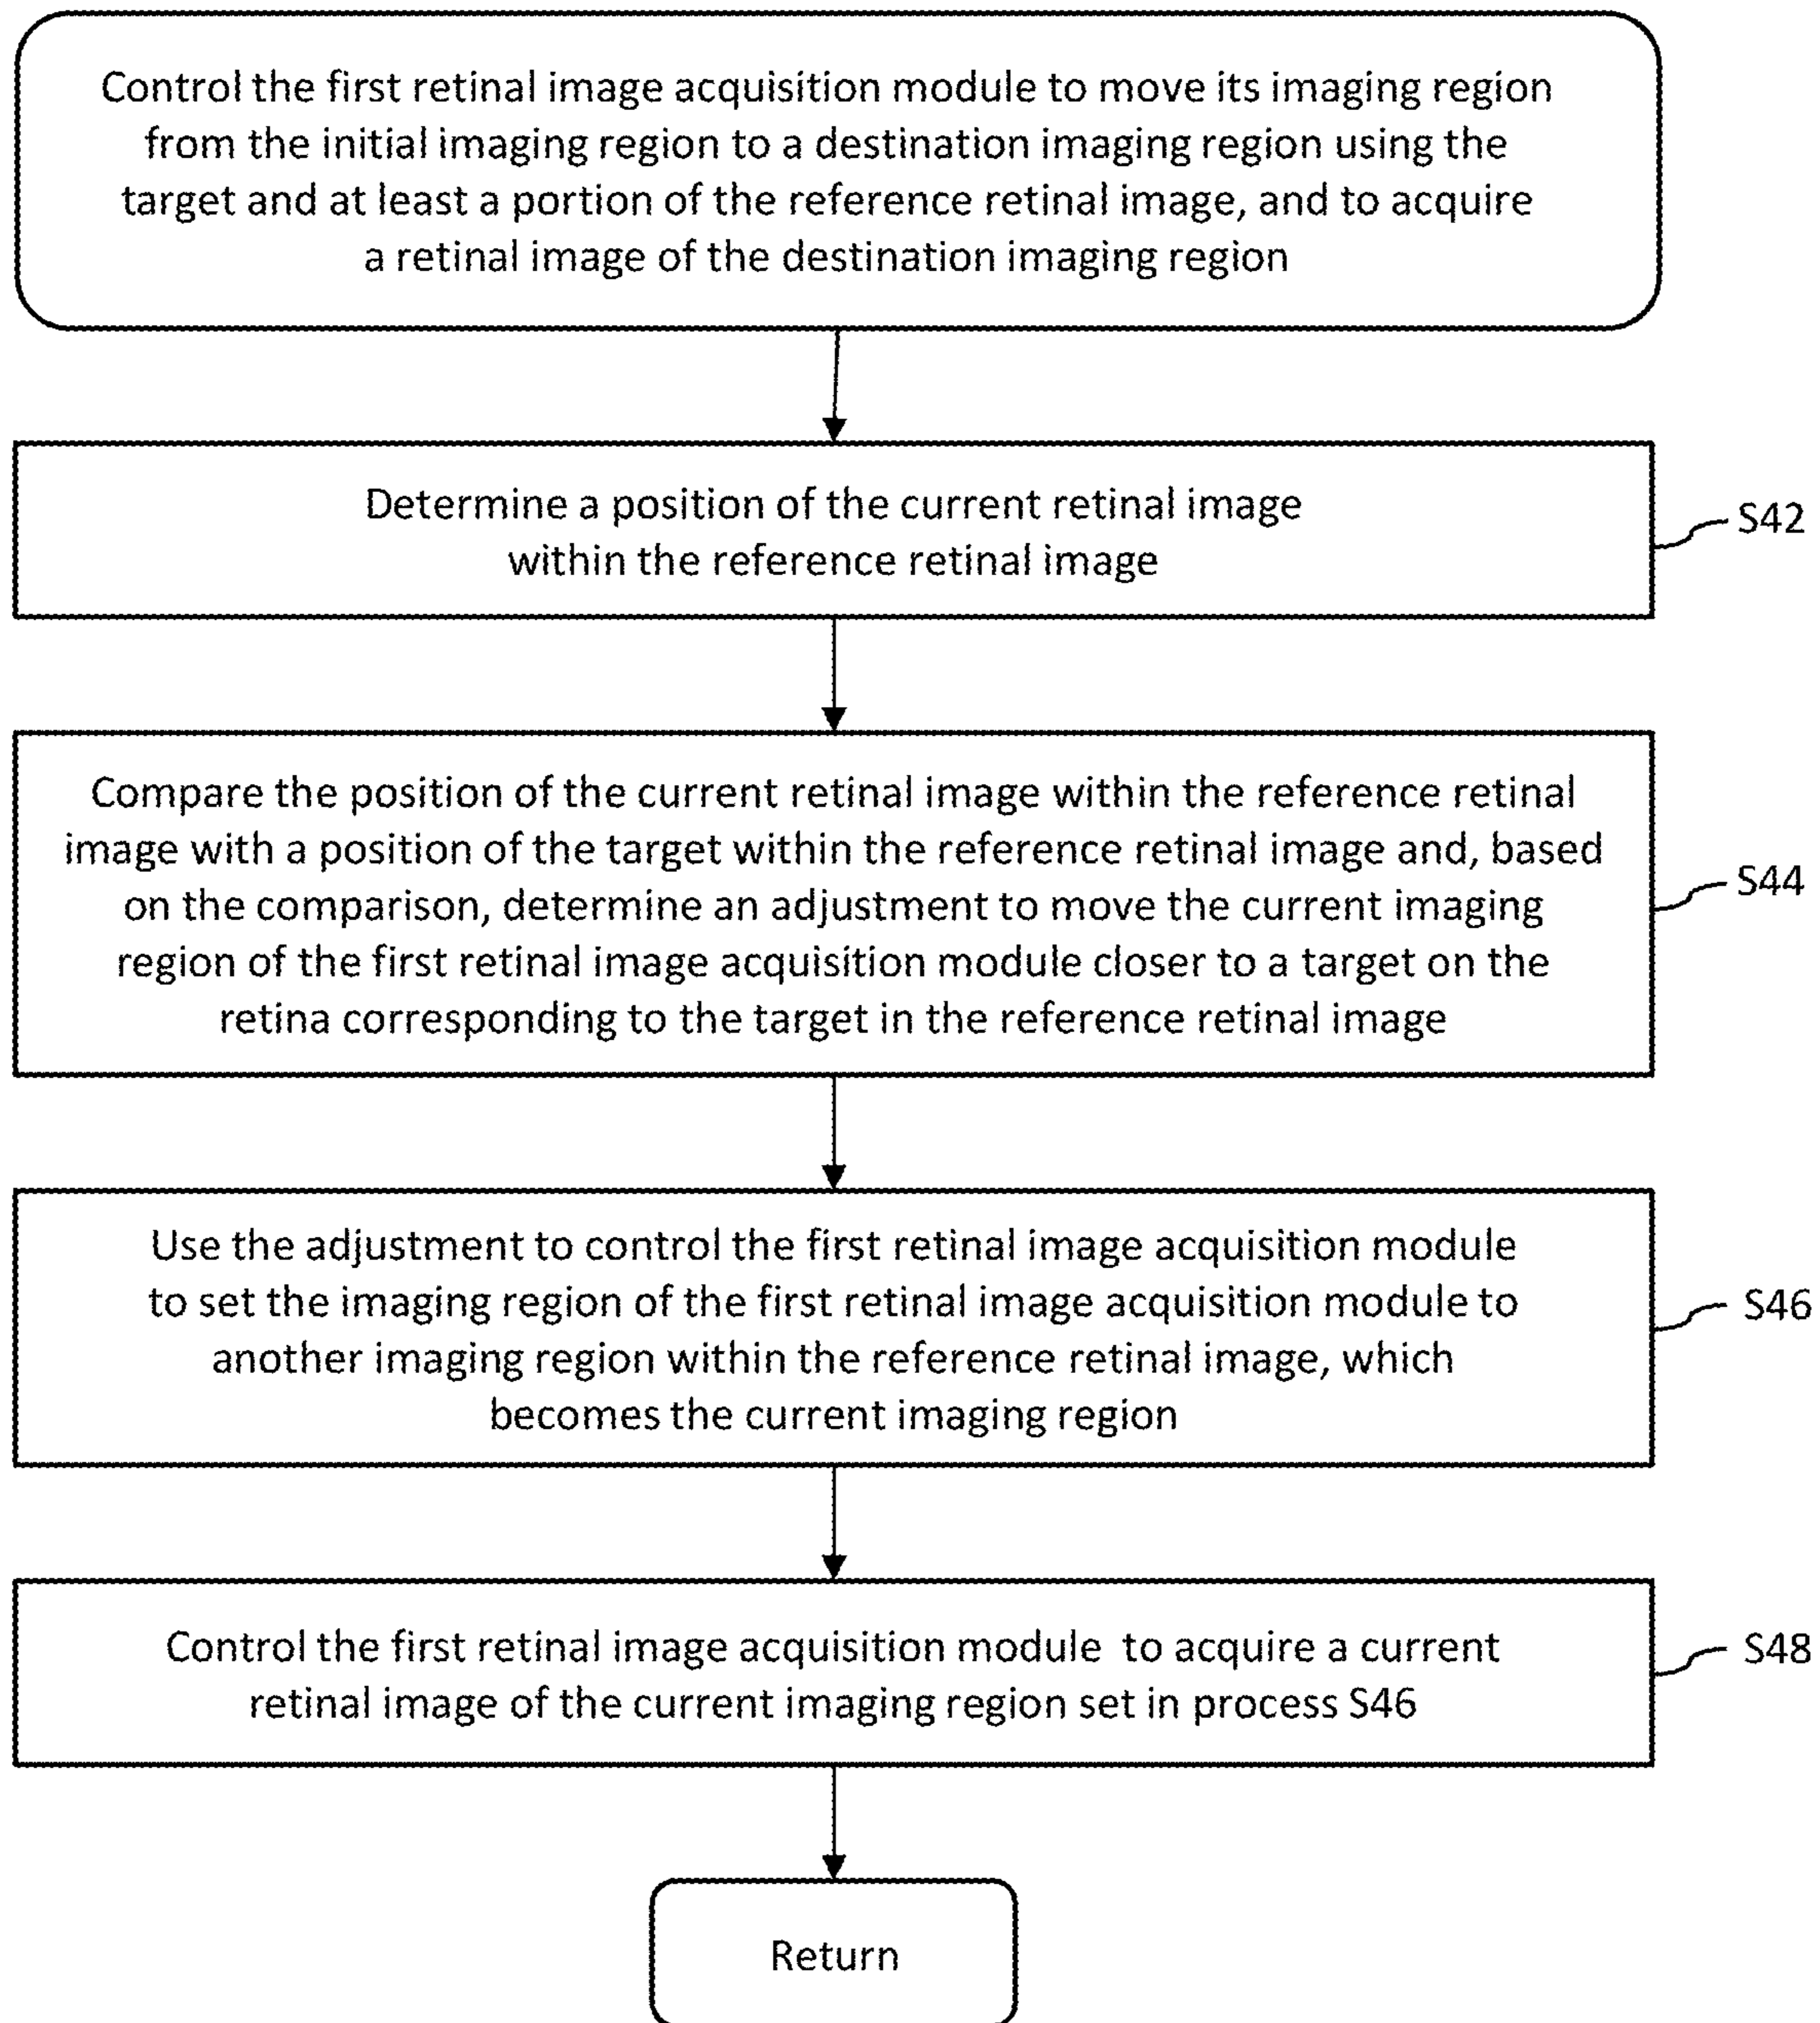 Control the first retinal image acquisition module to move its imaging region
from the initial imaging region to a destination imaging region using the
target and at least a portion of the reference retinal image, and to acquire
a retinal image of the destination imaging region
Determine a position of the current retinal image
within the reference retinal image
S42
Compare the position of the current retinal image within the reference retinal
image with a position of the target within the reference retinal image and, based
on the comparison, determine an adjustment to move the current imaging
region of the first retinal image acquisition module closer to a target on the
retina corresponding to the target in the reference retinal image
S44
Use the adjustment to control the first retinal image acquisition module
to set the imaging region of the first retinal image acquisition module to
another imaging region within the reference retinal image, which
becomes the current imaging region
S46
Control the first retinal image acquisition module to acquire a current
retinal image of the current imaging region set in process S46
S48
Return